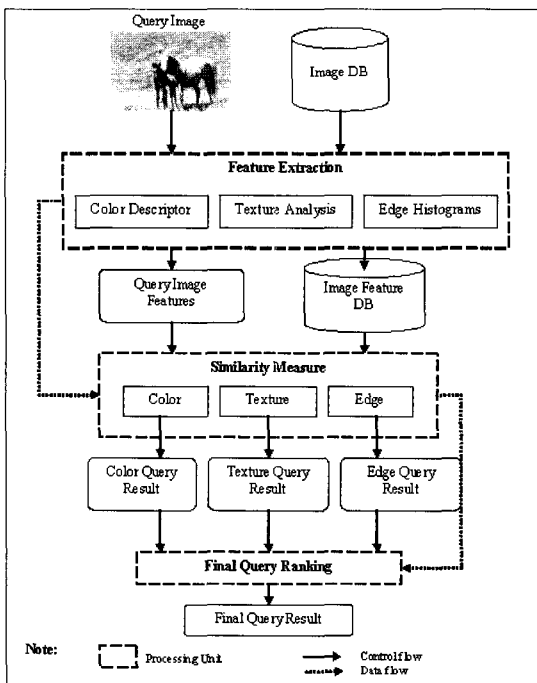 Query Image
Image DB
Feature Extraction
Color Descriptor
Texture Analysis
Edge Histograms
Query Image
Features
Image Feature
DB
Similarity Measure
Color
Texture
Edge
Color Query
Result
Texture Query
Result
Edge Query
Result
Final Query Ranking
Final Query Result
Note:
Processing Unit
Control flow
Data flow